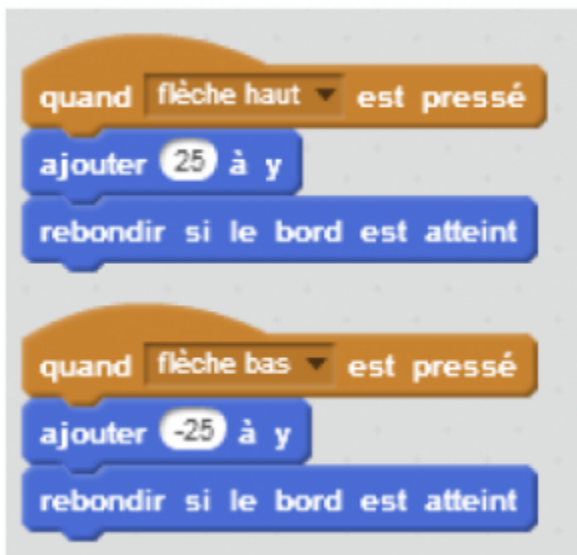 quand flèche haut est pressé
ajouter 25 à y
rebondir si le bord est atteint
quand flèche bas est pressé
ajouter -25 à y
rebondir si le bord est atteint